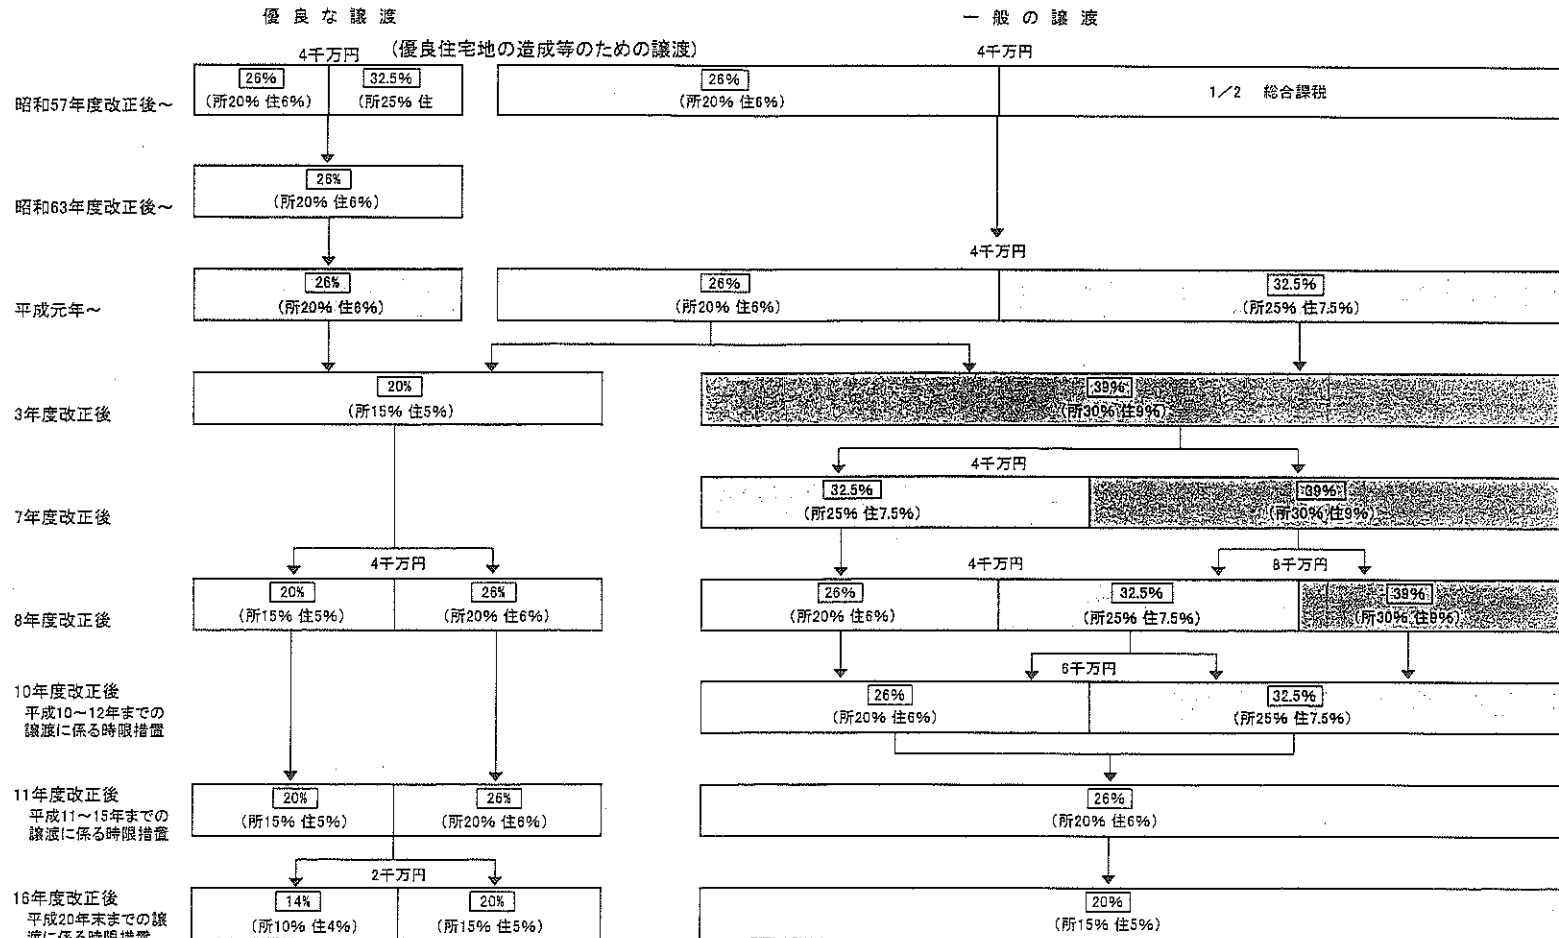 優良な譲渡
一般の譲渡
4千万円
(優良住宅地の造成等のための譲渡)
4千万円
昭和57年度改正後～
26%
(所20% 住6%)
32.5%
(所25% 住
26%
(所20% 住6%)
1/2 総合課税
昭和63年度改正後～
26%
(所20% 住6%)
4千万円
平成元年～
26%
(所20% 住6%)
26%
(所20% 住6%)
32.5%
(所25% 住7.5%)
3年度改正後
20%
(所15% 住5%)
39%
(所30% 住9%)
4千万円
7年度改正後
32.5%
(所25% 住7.5%)
39%
(所30% 住9%)
4千万円
4千万円
8千万円
8年度改正後
20%
(所15% 住5%)
26%
(所20% 住6%)
26%
(所20% 住6%)
32.5%
(所25% 住7.5%)
39%
(所30% 住9%)
6千万円
10年度改正後
平成10～12年までの
譲渡に係る時限措置
26%
(所20% 住6%)
32.5%
(所25% 住7.5%)
11年度改正後
平成11～15年までの
譲渡に係る時限措置
20%
(所15% 住5%)
26%
(所20% 住6%)
26%
(所20% 住6%)
2千万円
16年度改正後
平成20年末までの譲
渡に係る時限措置
14%
(所10% 住4%)
20%
(所15% 住5%)
20%
(所15% 住5%)